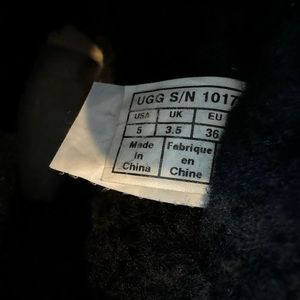 UGG S/N 1017
USA UK EU
5 3.5 36
Made Fabrique
in en
China Chine